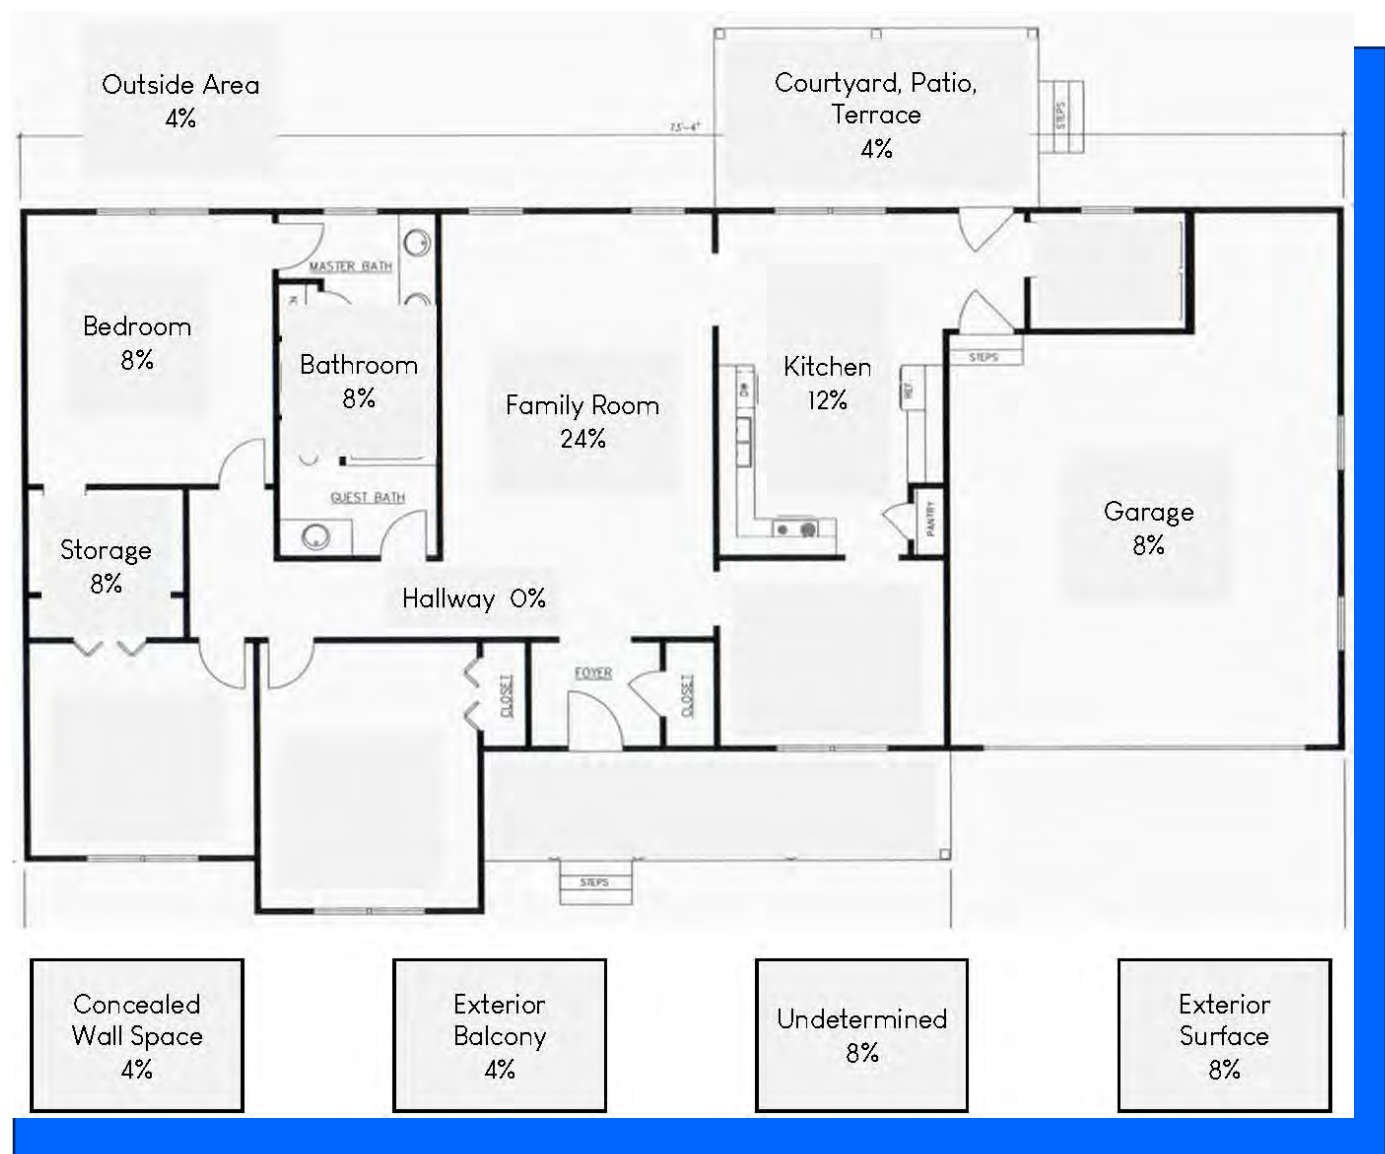 Outside Area
4%
Courtyard, Patio,
Terrace
4%
STEPS
MASTER BATH
Bedroom
8%
Bathroom
8%
Family Room
24%
Kitchen
12%
DW
REF.
STEPS
GUEST BATH
PANTRY
Garage
8%
Storage
8%
Hallway 0%
CLOSET
FOYER
CLOSET
STEPS
Concealed
Wall Space
4%
Exterior
Balcony
4%
Undetermined
8%
Exterior
Surface
8%